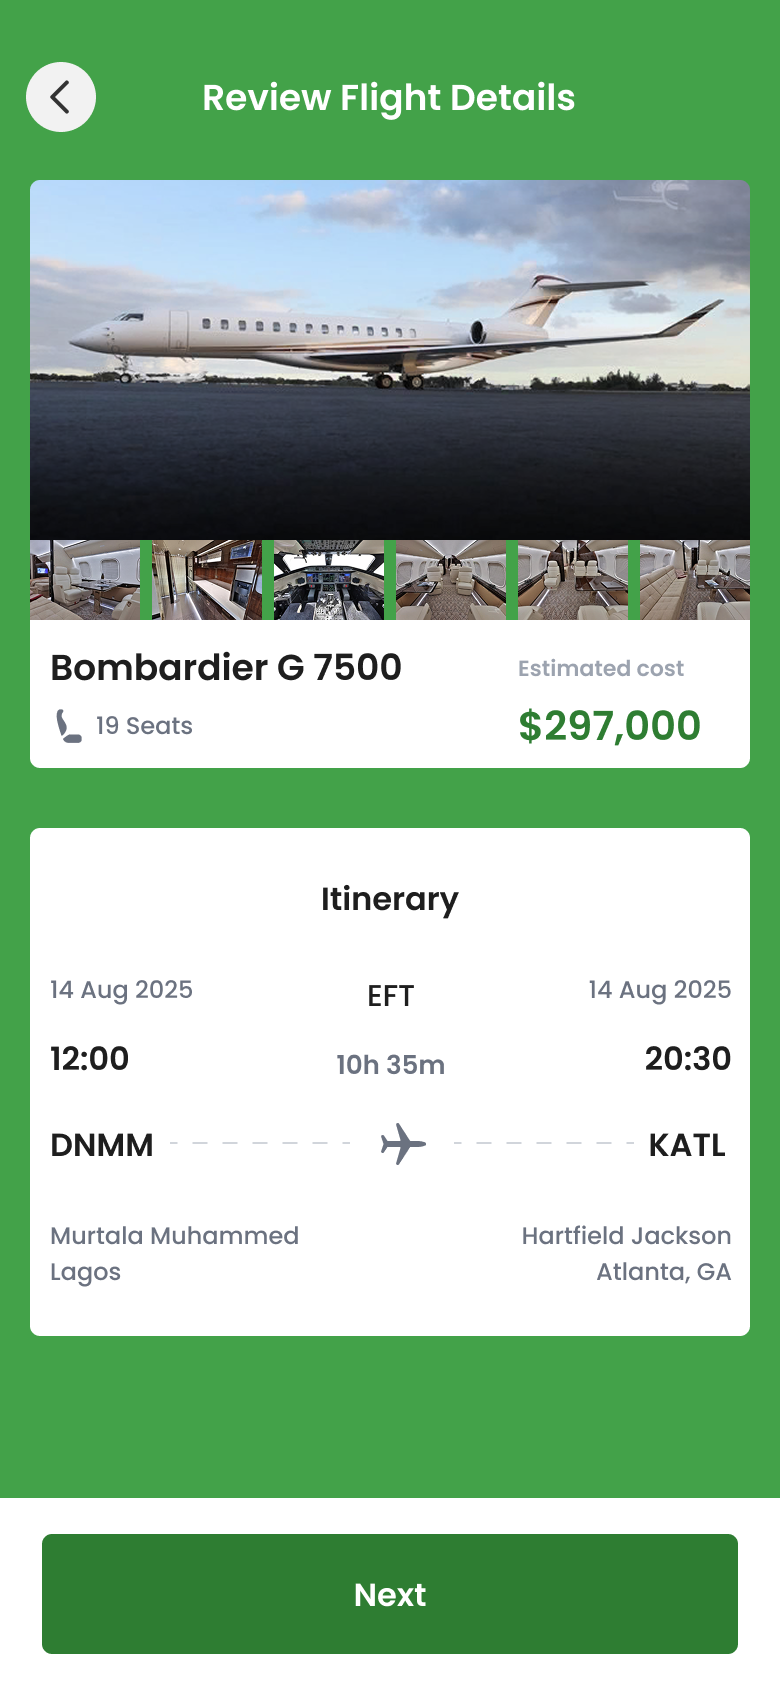 Review Flight Details
Bombardier G 7500
Estimated cost
19 Seats
$297,000
Itinerary
14 Aug 2025
EFT
14 Aug 2025
12:00
10h 35m
20:30
DNMM
KATL
Murtala Muhammed
Lagos
Hartfield Jackson
Atlanta, GA
Next